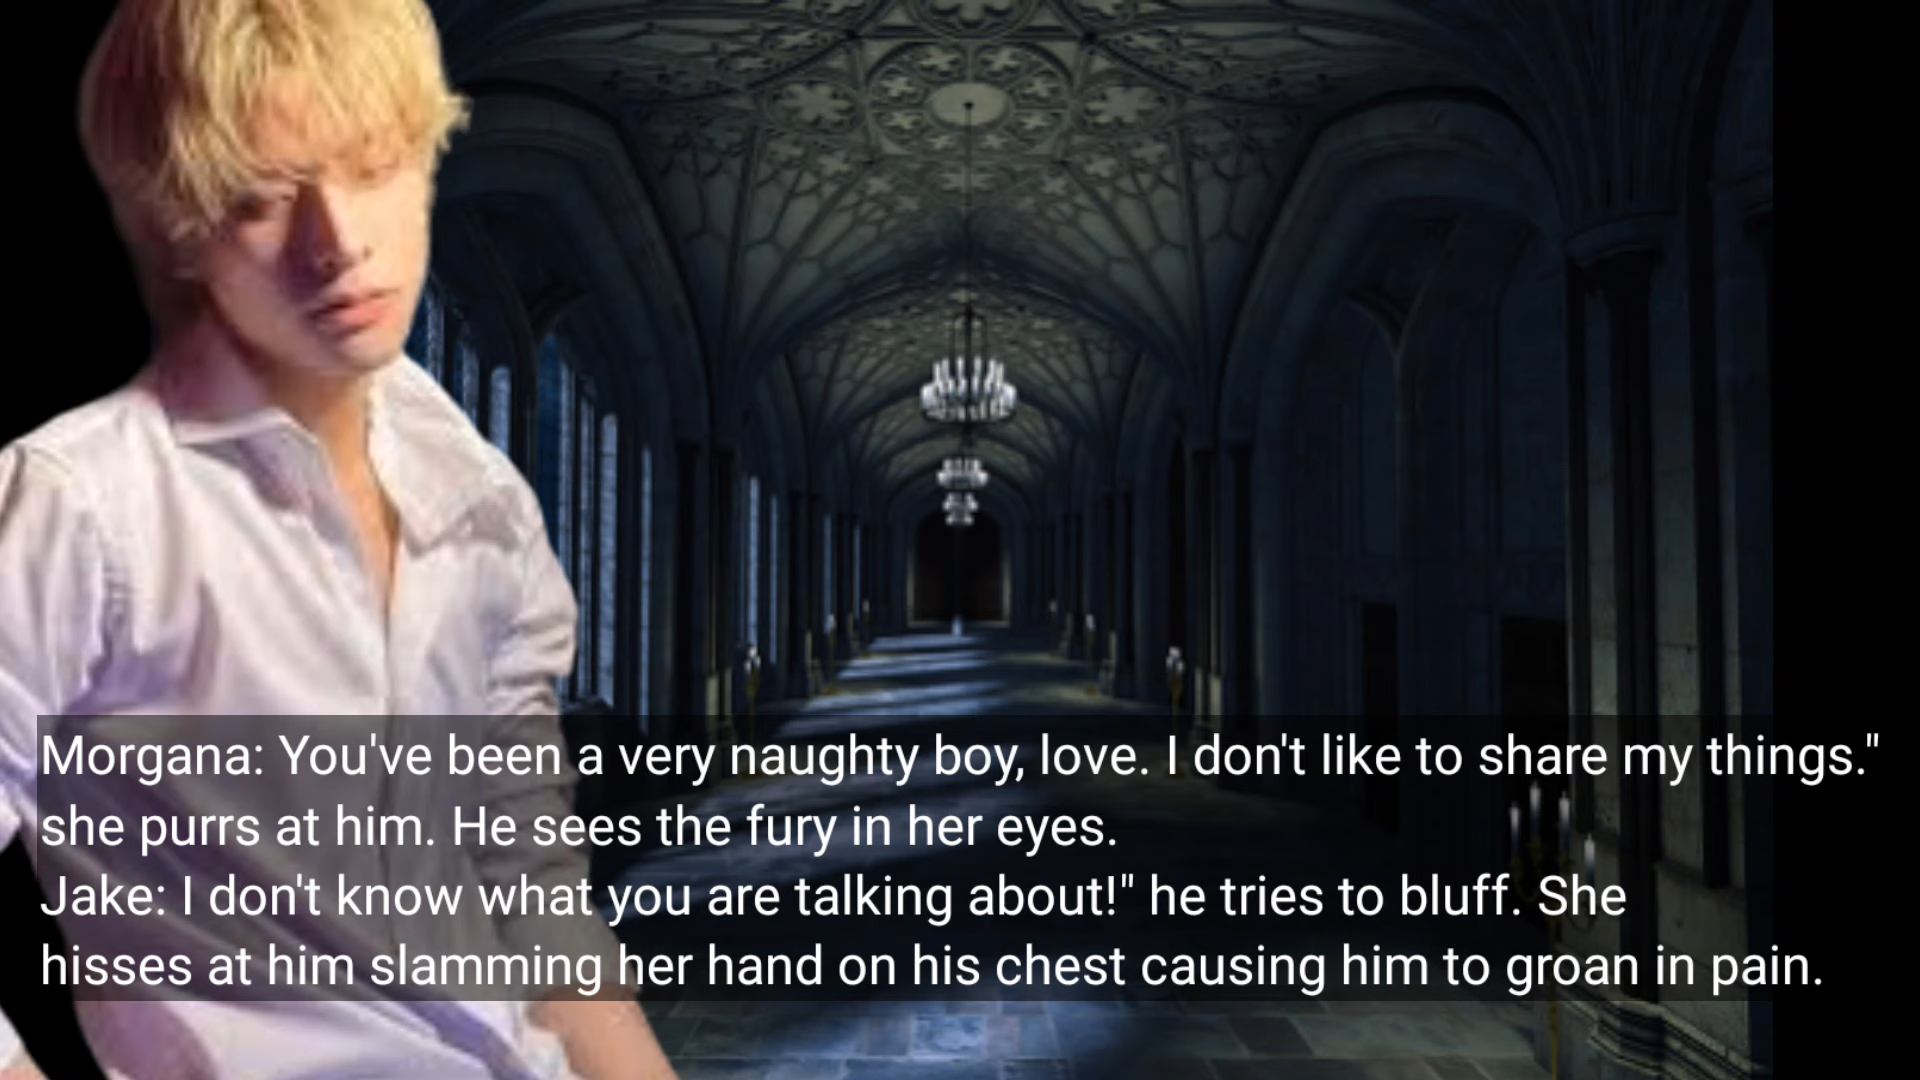 Morgana: You've been a very naughty boy, love. I don't like to share my things."
she purrs at him. He sees the fury in her eyes.
Jake: I don't know what you are talking about!" he tries to bluff. She
hisses at him slamming her hand on his chest causing him to groan in pain.